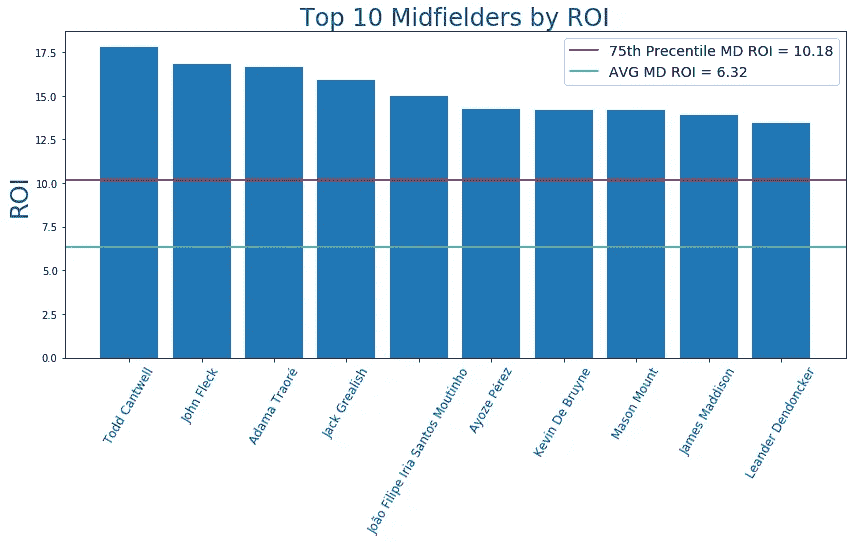 Top 10 Midfielders by ROI
75th Precentile MD ROI = 10.18
AVG MD ROI = 6.32
ROI
17.5
15.0
12.5
10.0
7.5
5.0
2.5
0.0
Todd Cantwell
John Fleck
Adama Traoré
Jack Grealish
João Filipe Iria Santos Moutinho
Ayoze Pérez
Kevin De Bruyne
Mason Mount
James Maddison
Leander Dendoncker